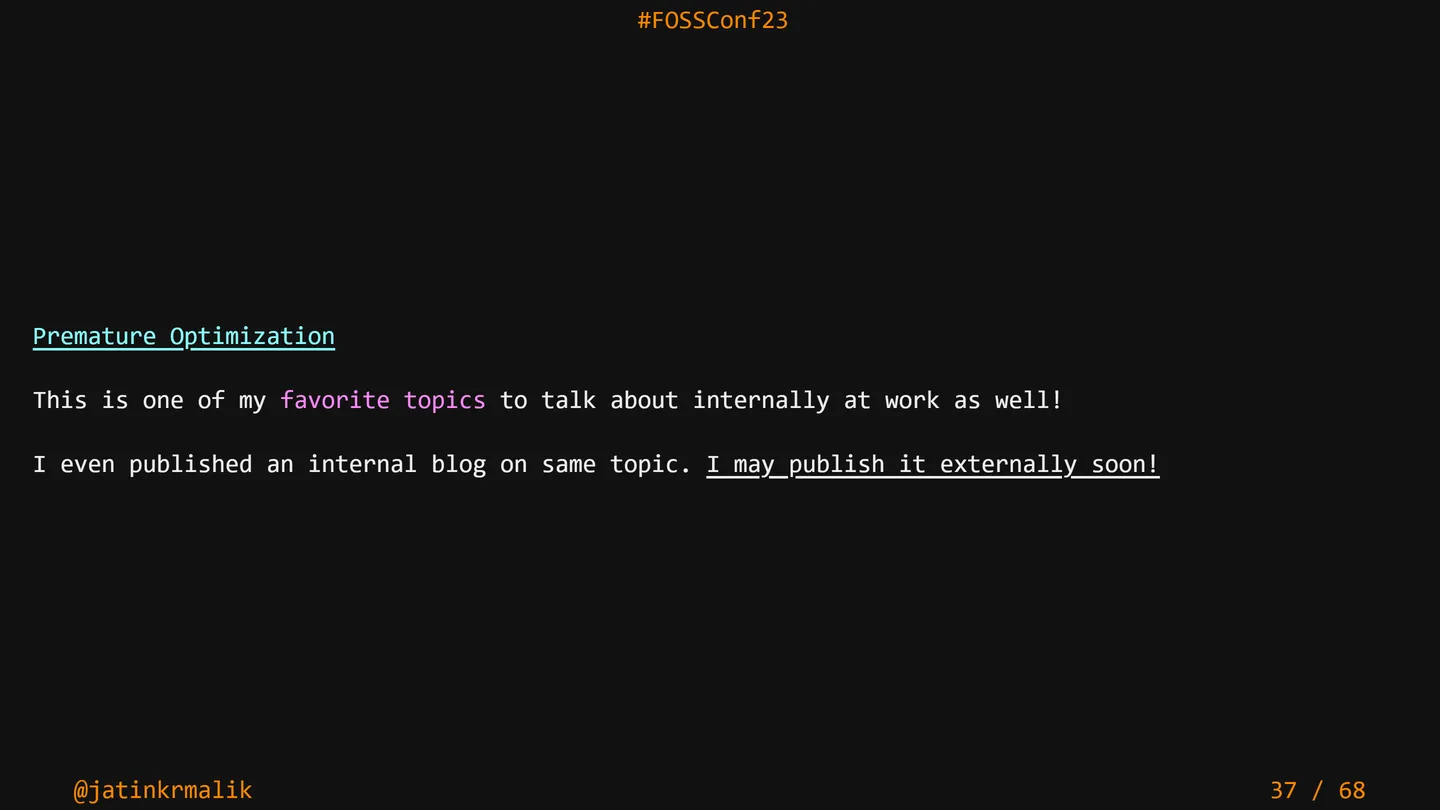 #FOSSConf23
Premature Optimization
This is one of my favorite topics to talk about internally at work as well!
I even published an internal blog on same topic. I may publish it externally soon!
@jatinkrmalik
37 / 68